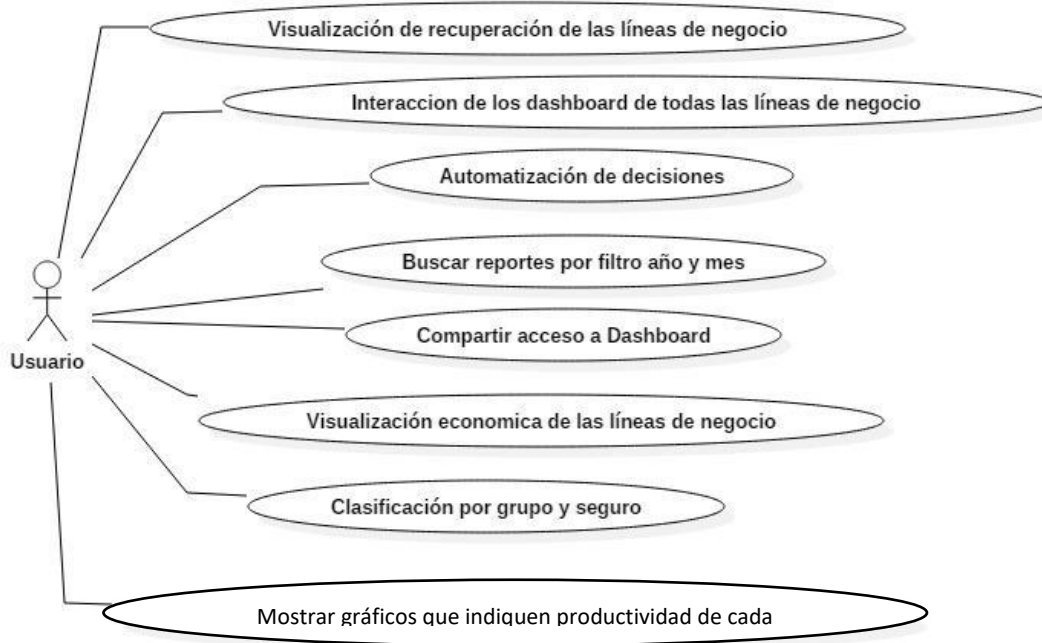 Visualización de recuperación de las líneas de negocio
Interaccion de los dashboard de todas las líneas de negocio
Automatización de decisiones
Buscar reportes por filtro año y mes
Compartir acceso a Dashboard
Usuario
Visualización economica de las líneas de negocio
Clasificación por grupo y seguro
Mostrar gráficos que indiquen productividad de cada